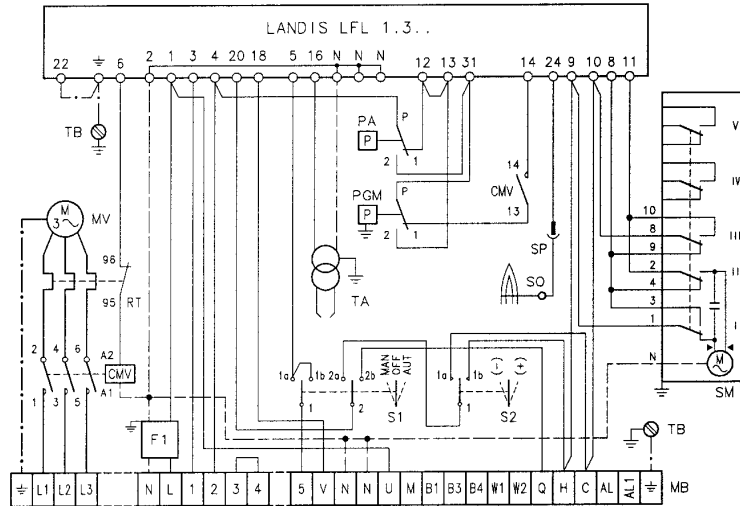 LANDIS LFL 1.3..
22 6 2 1 3 4 20 18 5 16 N N N 12 13 31 14 24 9 10 8 11
TB
PA
P
P
2 1
PGM
P
P
2 1
14
CMV
13
SP
SO
TA
V
IV
10
8
III
9
2
II
4
3
1
I
N
M
SM
M
3
MV
96
95
RT
2 4 6
A2
CMV
A1
1 3 5
1a 1b 2a 2b
MAN
OFF
AUT
1 2
S1
1a 1b
(-)
(+)
1
S2
F1
TB
L1 L2 L3 N L 1 2 3 4 5 V N N U M B1 B3 B4 W1 W2 Q H C AL AL1
MB